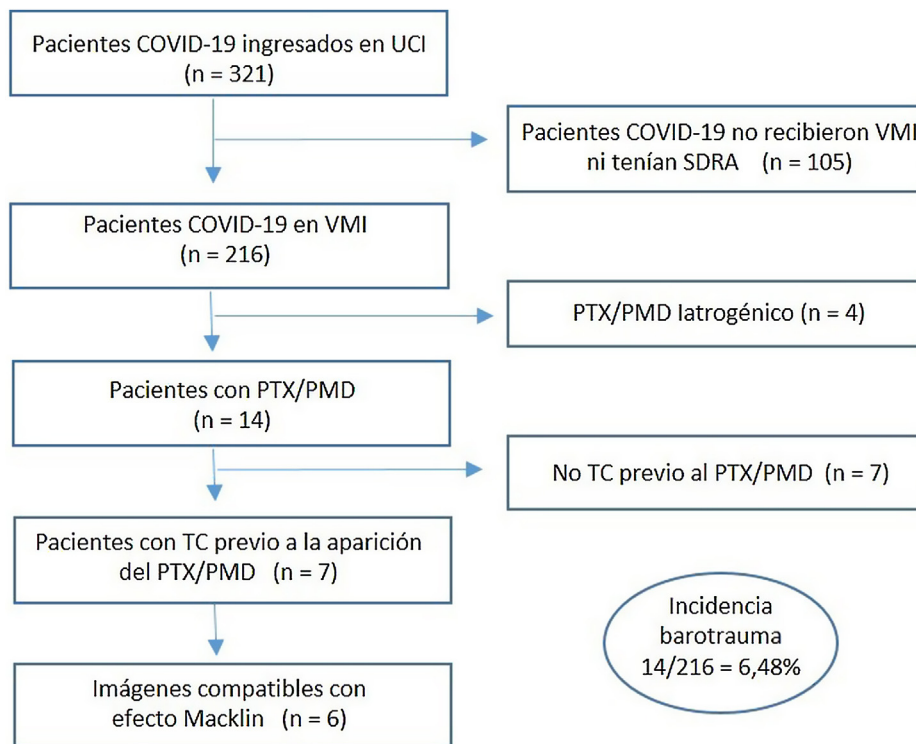 Pacientes COVID-19 ingresados en UCI
(n = 321)
Pacientes COVID-19 no recibieron VMI
ni tenían SDRA (n = 105)
Pacientes COVID-19 en VMI
(n = 216)
PTX/PMD Iatrogénico (n = 4)
Pacientes con PTX/PMD
(n = 14)
No TC previo al PTX/PMD (n = 7)
Pacientes con TC previo a la aparición
del PTX/PMD (n = 7)
Incidencia
barotrauma
14/216 = 6,48%
Imágenes compatibles con
efecto Macklin (n = 6)